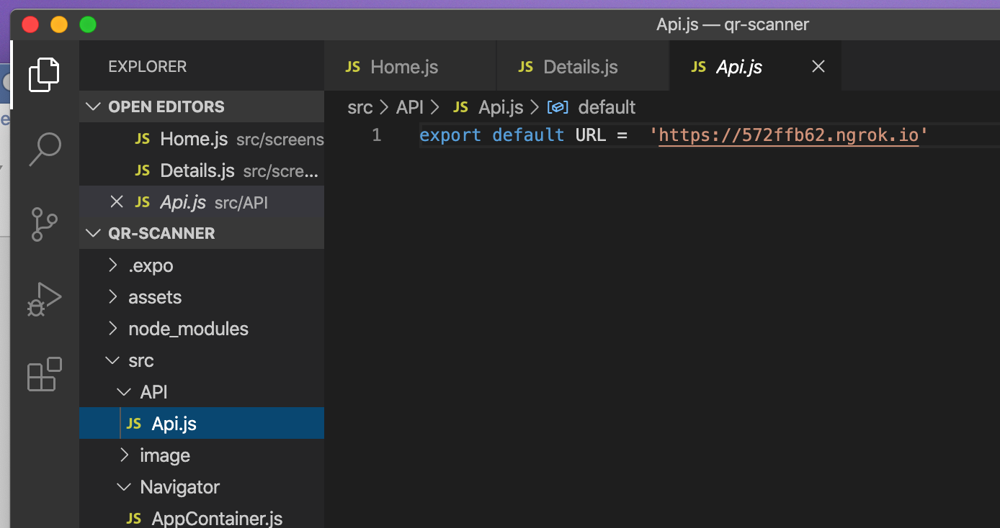 Api.js — qr-scanner
EXPLORER
OPEN EDITORS
JS Home.js src/screens
JS Details.js src/scre...
JS Api.js src/API
QR-SCANNER
.expo
assets
node_modules
src
API
JS Api.js
image
Navigator
JS AppContainer.js
JS Home.js
JS Details.js
JS Api.js
src > API > JS Api.js > default
1 export default URL =  'https://572ffb62.ngrok.io'